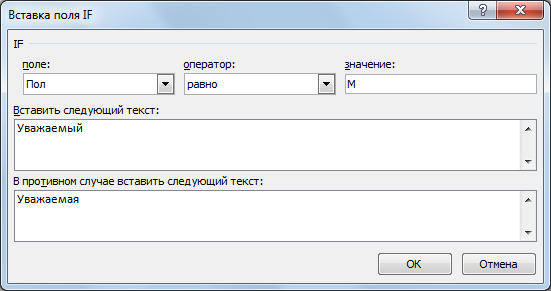 Вставка поля IF
IF
поле: оператор: значение:
Пол равно М
Вставить следующий текст:
Уважаемый
В противном случае вставить следующий текст:
Уважаемая
ОК Отмена